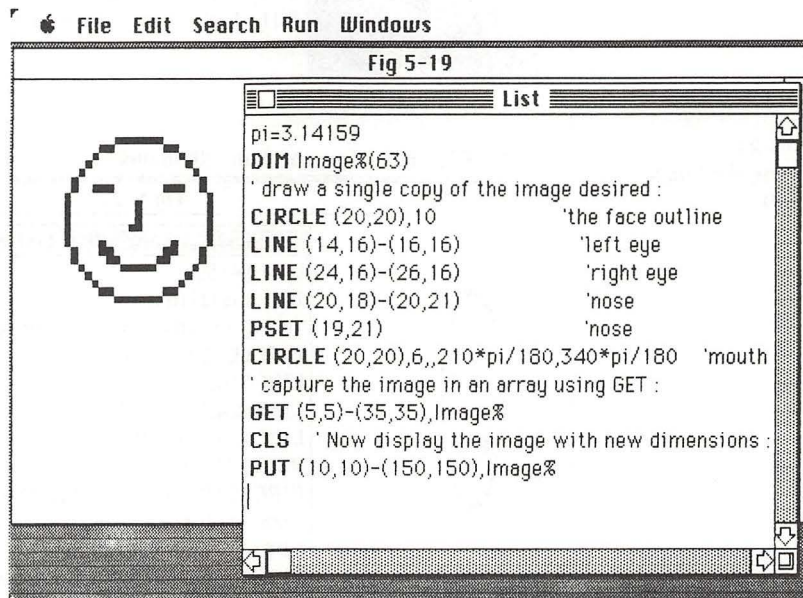 File Edit Search Run Windows
Fig 5-19
List
pi=3.14159
DIM Image%(63)
' draw a single copy of the image desired :
CIRCLE (20,20),10 'the face outline
LINE (14,16)-(16,16) 'left eye
LINE (24,16)-(26,16) 'right eye
LINE (20,18)-(20,21) 'nose
PSET (19,21) 'nose
CIRCLE (20,20),6,,210*pi/180,340*pi/180 'mouth
' capture the image in an array using GET :
GET (5,5)-(35,35),Image%
CLS ' Now display the image with new dimensions :
PUT (10,10)-(150,150),Image%